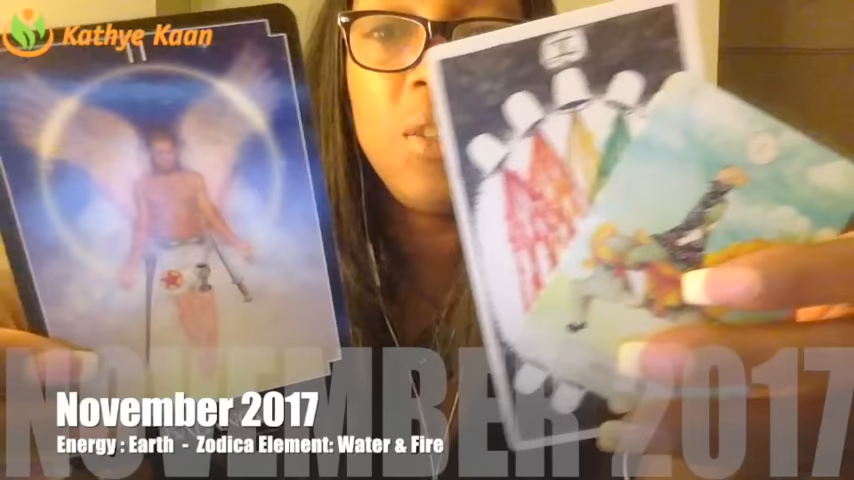 Kathye Kaan
NOVEMBER 2017
November 2017
Energy : Earth - Zodica Element: Water & Fire